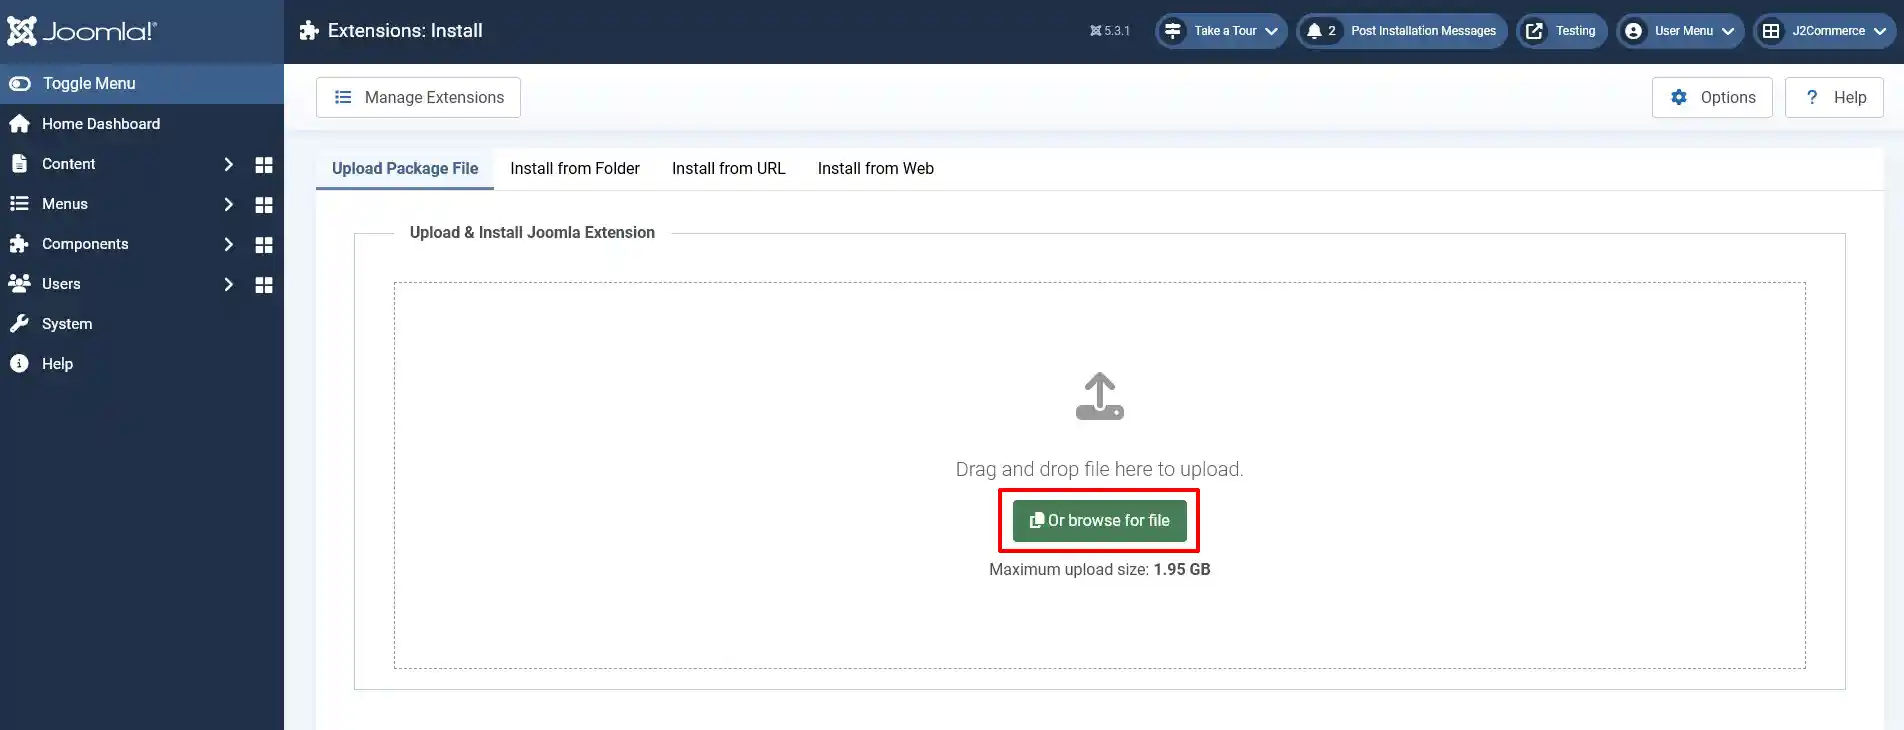 Joomla!
Extensions: Install
5.3.1
Take a Tour
2 Post Installation Messages
Testing
User Menu
J2Commerce
Toggle Menu
Home Dashboard
Content
Menus
Components
Users
System
Help
Manage Extensions
Options
? Help
Upload Package File
Install from Folder
Install from URL
Install from Web
Upload & Install Joomla Extension
Drag and drop file here to upload.
Or browse for file
Maximum upload size: 1.95 GB